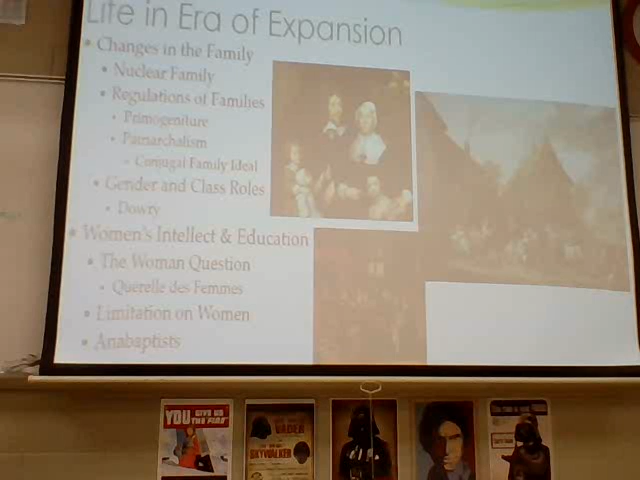 Life in Era of Expansion
• Changes in the Family
• Nuclear Family
• Regulations of Families
• Primogeniture
• Patriarchalism
– Conjugal Family Ideal
• Gender and Class Roles
• Dowry
• Women's Intellect & Education
• The Woman Question
• Querelle des Femmes
• Limitation on Women
• Anabaptists
YOU
VADER
SKYWALKER